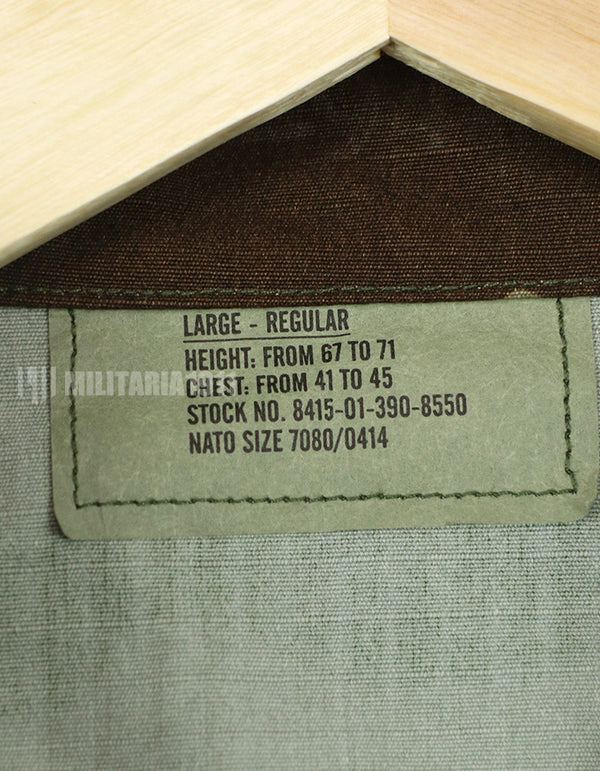 LARGE - REGULAR
HEIGHT: FROM 67 TO 71
CHEST: FROM 41 TO 45
STOCK NO. 8415-01-390-8550
NATO SIZE 7080/0414
MILITARIA